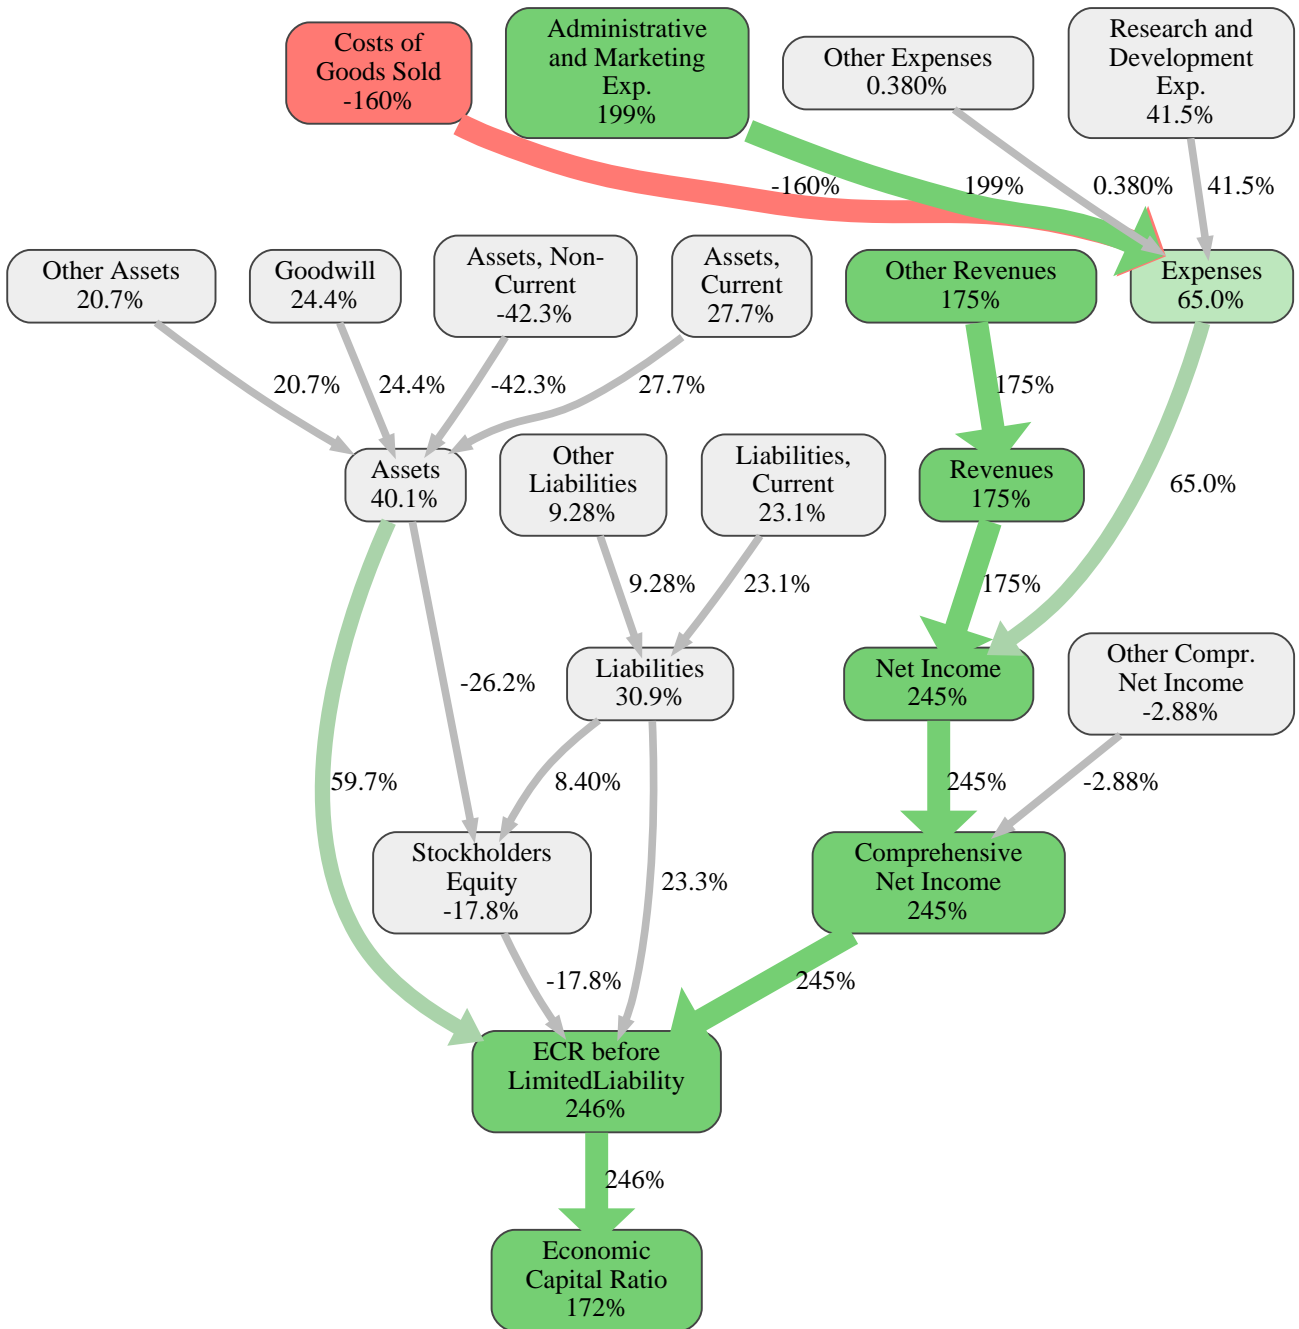 Costs of
Goods Sold
-160%
Administrative
and Marketing
Exp.
199%
Other Expenses
0.380%
Research and
Development
Exp.
41.5%
-160%
199%
0.380%
41.5%
Other Assets
20.7%
Goodwill
24.4%
Assets, Non-
Current
-42.3%
Assets,
Current
27.7%
Other Revenues
175%
Expenses
65.0%
20.7%
24.4%
-42.3%
27.7%
175%
Assets
40.1%
Other
Liabilities
9.28%
Liabilities,
Current
23.1%
Revenues
175%
65.0%
9.28%
23.1%
175%
-26.2%
Liabilities
30.9%
Net Income
245%
Other Compr.
Net Income
-2.88%
59.7%
8.40%
245%
-2.88%
Stockholders
Equity
-17.8%
23.3%
Comprehensive
Net Income
245%
-17.8%
245%
ECR before
LimitedLiability
246%
246%
Economic
Capital Ratio
172%